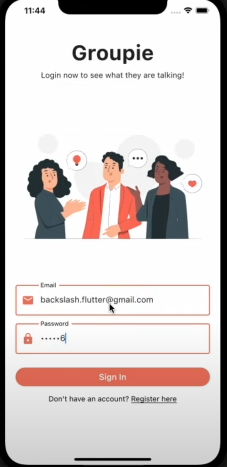 11:44
Groupie
Login now to see what they are talking!
Email
backslash.flutter@gmail.com
Password
•••••6
Sign In
Don't have an account? Register here